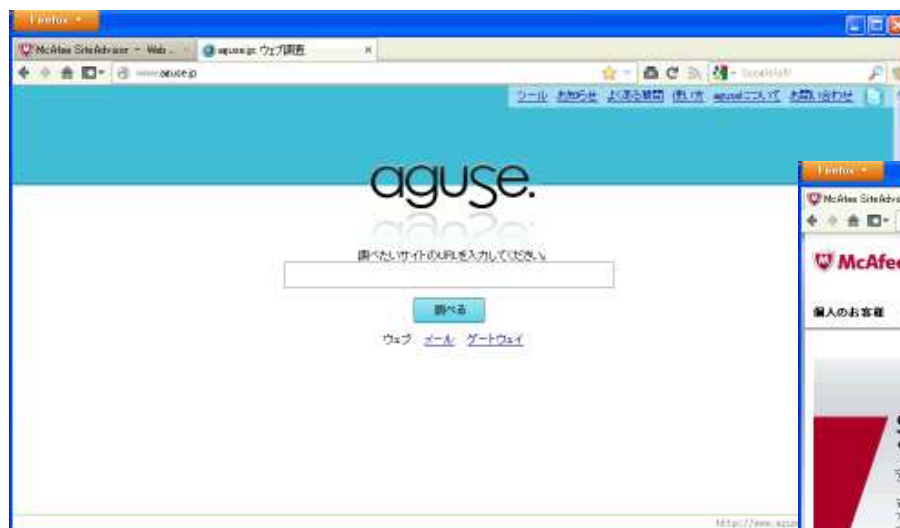 Firefox
McAfee SiteAdvisor - Web ...
aguse.jp: ウェブ調査
www.aguse.jp
ツール お知らせ よくある質問 使い方 aguseについて お問い合わせ
aguse.
調べたいサイトのURLを入力してください。
調べる
ウェブ メール ゲートウェイ
Firefox
McAfee SiteAdvis
McAfee
個人のお客様